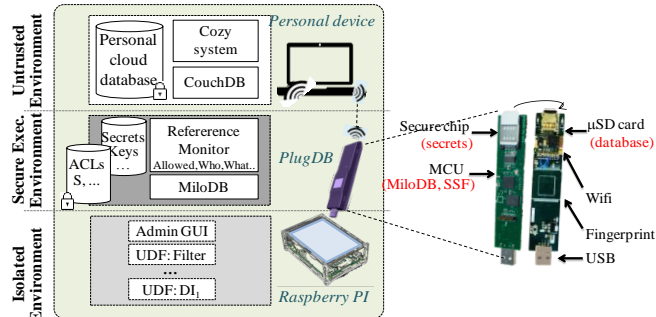 Untrusted
Environment
Personal
cloud
database
Cozy
system
CouchDB
Personal device
Secure Exec.
Environment
ACLs
S, ...
Secrets
Keys
...
Refererence
Monitor
Allowed,Who,What..
MiloDB
PlugDB
Isolated
Environment
Admin GUI
UDF: Filter
...
UDF: DI₁
Raspberry PI
Secure chip
(secrets)
MCU
(MiloDB, SSF)
µSD card
(database)
Wifi
Fingerprint
USB